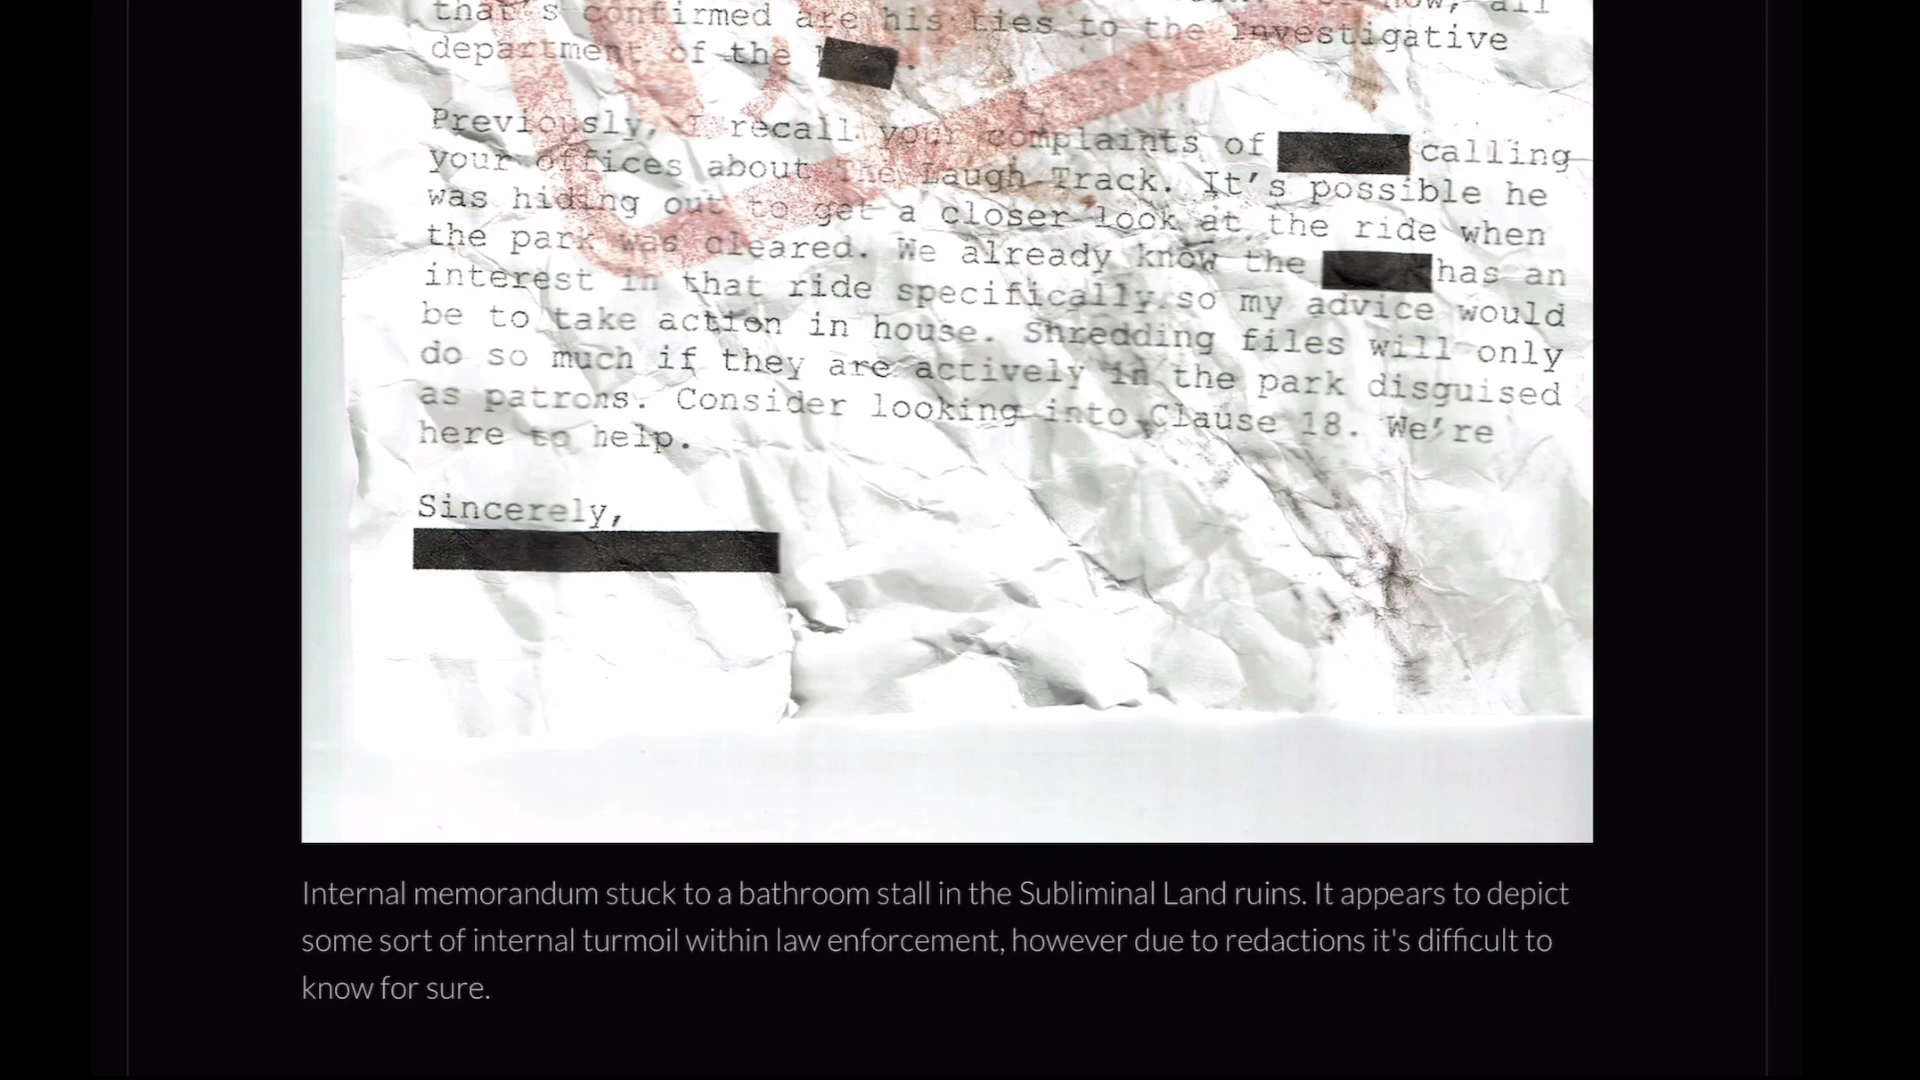 that's confirmed are his ties to the investigative
department of the
Previously, I recall your complaints of calling
your offices about The Laugh Track. It's possible he
was hiding out to get a closer look at the ride when
the park was cleared. We already know the has an
interest in that ride specifically so my advice would
be to take action in house. Shredding files will only
do so much if they are actively in the park disguised
as patrons. Consider looking into Clause 18. We're
here to help.
Sincerely,
Internal memorandum stuck to a bathroom stall in the Subliminal Land ruins. It appears to depict
some sort of internal turmoil within law enforcement, however due to redactions it's difficult to
know for sure.